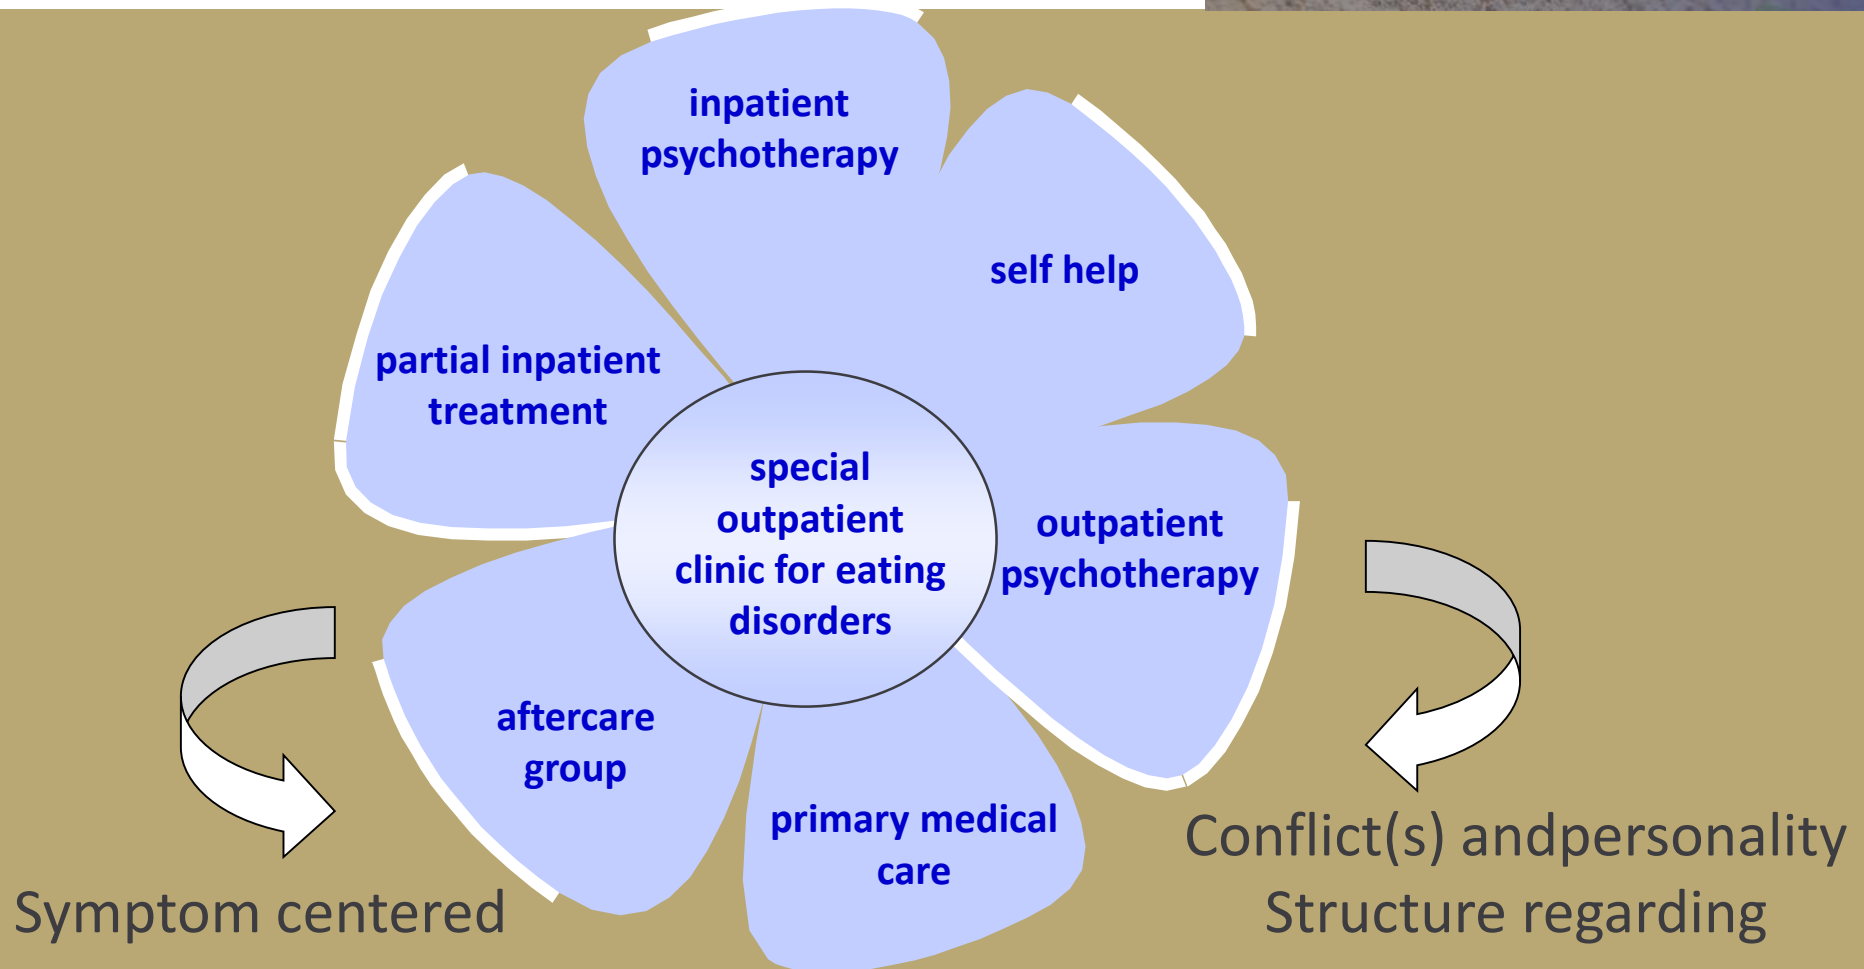 inpatient
psychotherapy
self help
partial inpatient
treatment
special
outpatient
clinic for eating
disorders
outpatient
psychotherapy
aftercare
group
primary medical
care
Symptom centered
Conflict(s) andpersonality
Structure regarding